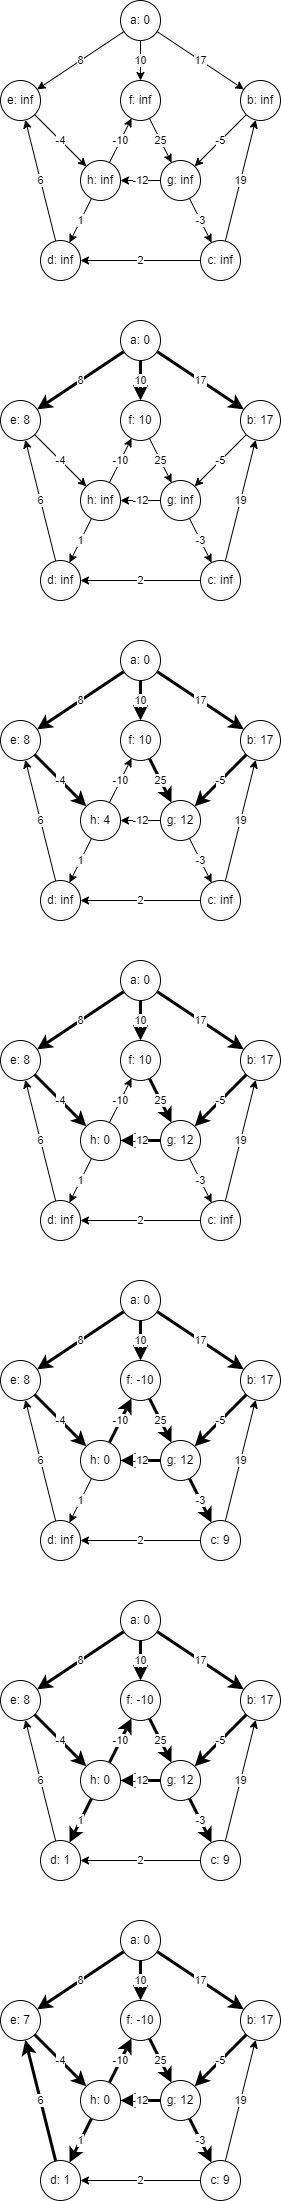 a: 0
8 10 17
e: inf f: inf b: inf
-4 -10 25 -5
6 h: inf -12 g: inf 19
1 -3
d: inf 2 c: inf
a: 0
8 10 17
e: 8 f: 10 b: 17
-4 -10 25 -5
6 h: inf -12 g: inf 19
1 -3
d: inf 2 c: inf
a: 0
8 10 17
e: 8 f: 10 b: 17
-4 -10 25 -5
6 h: 4 -12 g: 12 19
1 -3
d: inf 2 c: inf
a: 0
8 10 17
e: 8 f: 10 b: 17
-4 -10 25 -5
6 h: 0 -12 g: 12 19
1 -3
d: inf 2 c: inf
a: 0
8 10 17
e: 8 f: -10 b: 17
-4 -10 25 -5
6 h: 0 -12 g: 12 19
1 -3
d: inf 2 c: 9
a: 0
8 10 17
e: 8 f: -10 b: 17
-4 -10 25 -5
6 h: 0 -12 g: 12 19
1 -3
d: 1 2 c: 9
a: 0
8 10 17
e: 7 f: -10 b: 17
-4 -10 25 -5
6 h: 0 -12 g: 12 19
1 -3
d: 1 2 c: 9